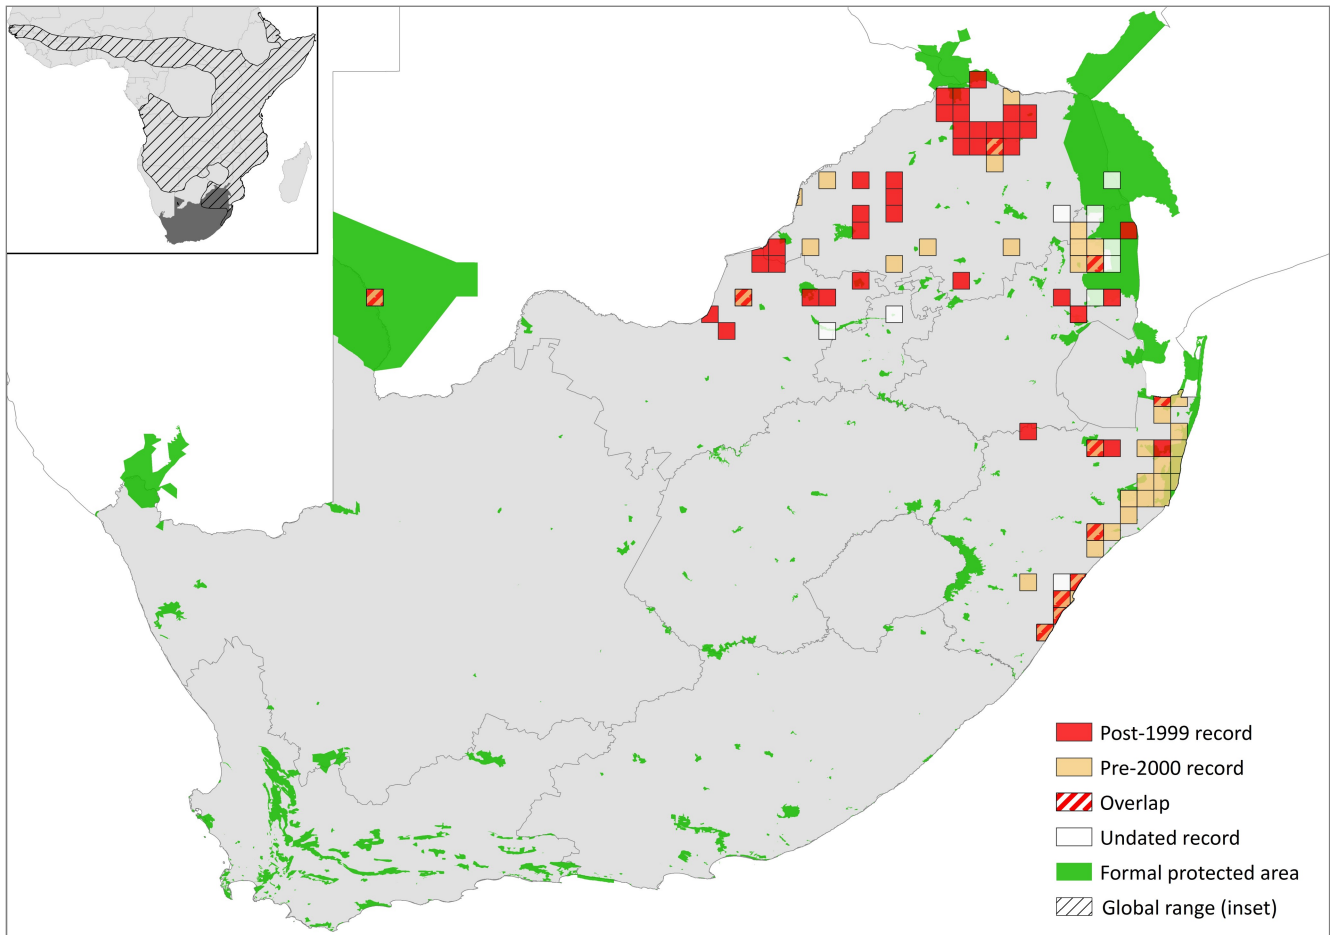 Post-1999 record
Pre-2000 record
Overlap
Undated record
Formal protected area
Global range (inset)